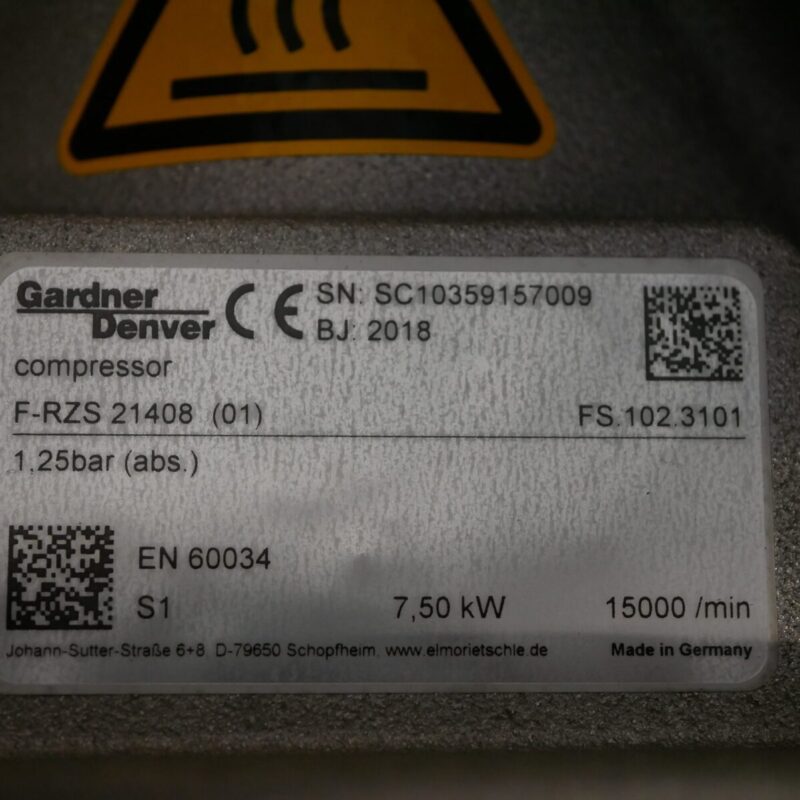 Gardner
Denver
CE
SN: SC10359157009
BJ: 2018
compressor
F-RZS 21408 (01) FS.102.3101
1,25bar (abs.)
EN 60034
S1 7,50 kW 15000 /min
Johann-Sutter-Straße 6+8 D-79650 Schopfheim, www.elmorietschle.de Made in Germany